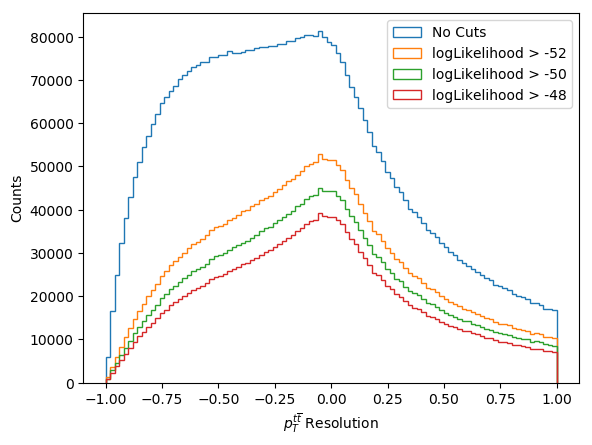 No Cuts
logLikelihood > -52
logLikelihood > -50
logLikelihood > -48
Counts
80000
70000
60000
50000
40000
30000
20000
10000
0
−1.00 −0.75 −0.50 −0.25 0.00 0.25 0.50 0.75 1.00
$p_T^{t\overline{t}}$ Resolution